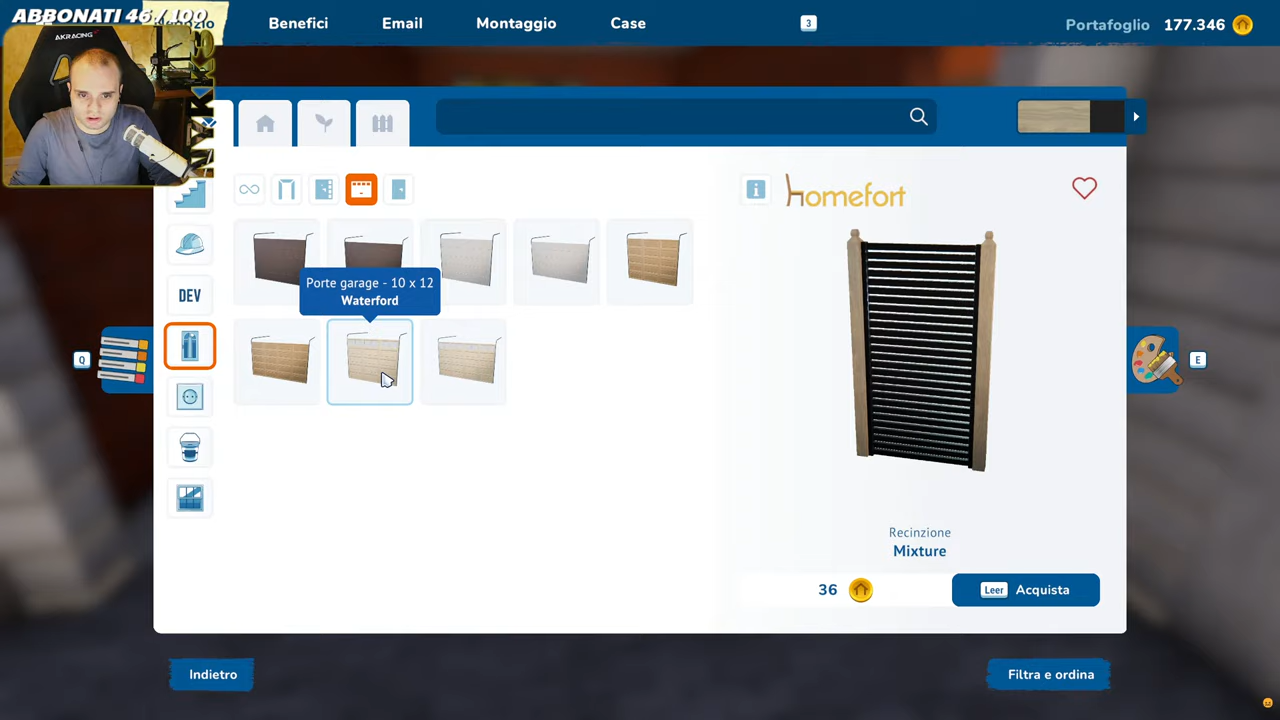 ABBONATI 46/100
Benefici
Email
Montaggio
Case
3
Portafoglio 177.346
AKRACING
homefort
Porte garage - 10 x 12
Waterford
DEV
Q
E
Recinzione
Mixture
36
Leer Acquista
Indietro
Filtra e ordina